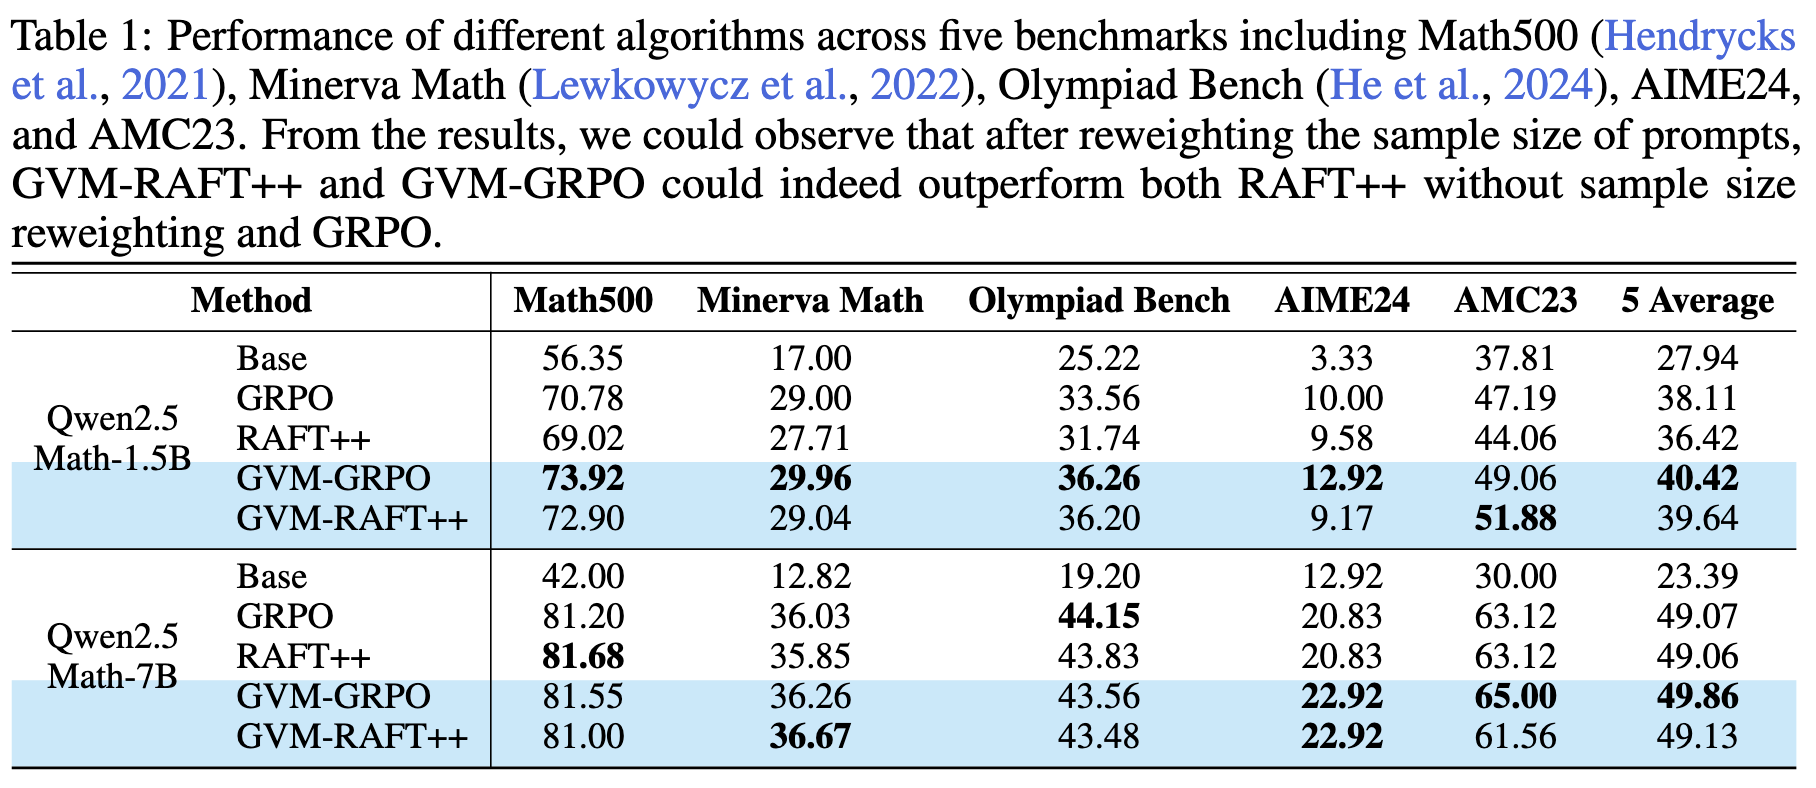 Table 1: Performance of different algorithms across five benchmarks including Math500 (Hendrycks
et al., 2021), Minerva Math (Lewkowycz et al., 2022), Olympiad Bench (He et al., 2024), AIME24,
and AMC23. From the results, we could observe that after reweighting the sample size of prompts,
GVM-RAFT++ and GVM-GRPO could indeed outperform both RAFT++ without sample size
reweighting and GRPO.
Method Math500 Minerva Math Olympiad Bench AIME24 AMC23 5 Average
Qwen2.5
Math-1.5B
Base 56.35 17.00 25.22 3.33 37.81 27.94
GRPO 70.78 29.00 33.56 10.00 47.19 38.11
RAFT++ 69.02 27.71 31.74 9.58 44.06 36.42
GVM-GRPO 73.92 29.96 36.26 12.92 49.06 40.42
GVM-RAFT++ 72.90 29.04 36.20 9.17 51.88 39.64
Qwen2.5
Math-7B
Base 42.00 12.82 19.20 12.92 30.00 23.39
GRPO 81.20 36.03 44.15 20.83 63.12 49.07
RAFT++ 81.68 35.85 43.83 20.83 63.12 49.06
GVM-GRPO 81.55 36.26 43.56 22.92 65.00 49.86
GVM-RAFT++ 81.00 36.67 43.48 22.92 61.56 49.13